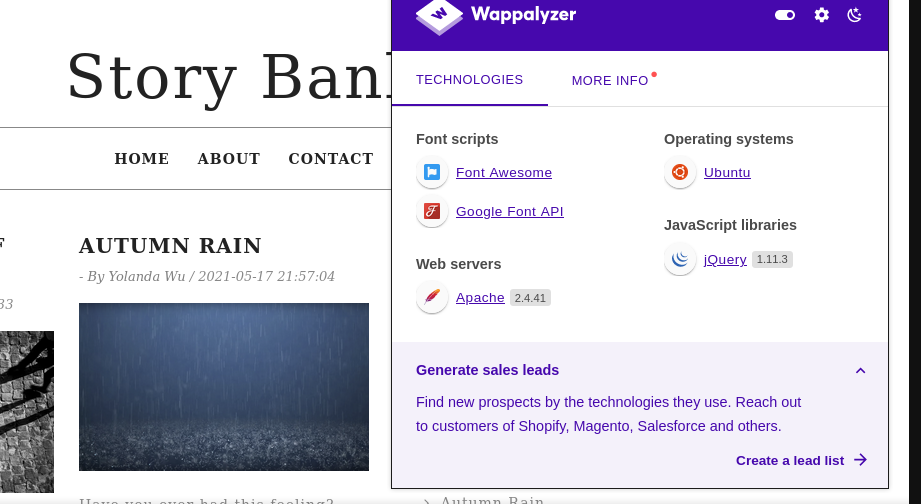 Wappalyzer
Story Ban
TECHNOLOGIES
MORE INFO
HOME
ABOUT
CONTACT
Font scripts
Font Awesome
Google Font API
Web servers
Apache 2.4.41
Operating systems
Ubuntu
JavaScript libraries
jQuery 1.11.3
F
33
AUTUMN RAIN
- By Yolanda Wu / 2021-05-17 21:57:04
Generate sales leads
Find new prospects by the technologies they use. Reach out
to customers of Shopify, Magento, Salesforce and others.
Create a lead list
Have you ever had this feeling?
Autumn Rain